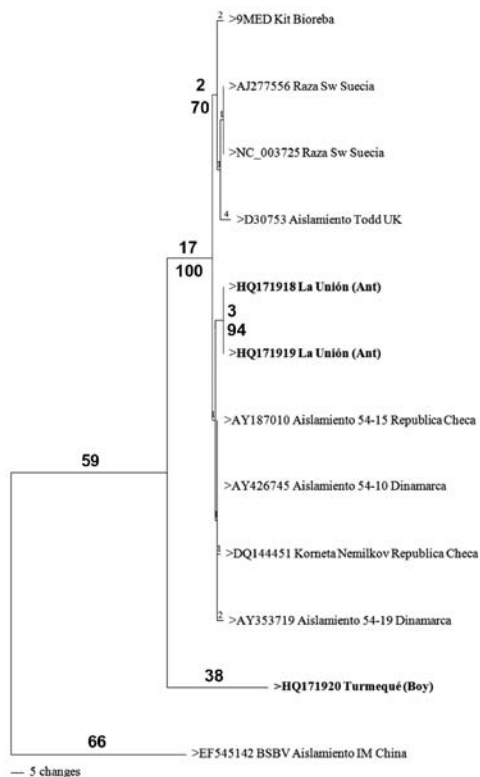 2
>9MED Kit Bioreba
2
70
>AJ277556 Raza Sw Suecia
1
>NC_003725 Raza Sw Suecia
4
>D30753 Aislamiento Todd UK
17
100
>HQ171918 La Unión (Ant)
3
94
>HQ171919 La Unión (Ant)
>AY187010 Aislamiento 54-15 Republica Checa
59
>AY426745 Aislamiento 54-10 Dinamarca
1
>DQ144451 Korneta Nemilkov Republica Checa
2
>AY353719 Aislamiento 54-19 Dinamarca
38
>HQ171920 Turmequé (Boy)
66
>EF545142 BSBV Aislamiento IM China
5 changes